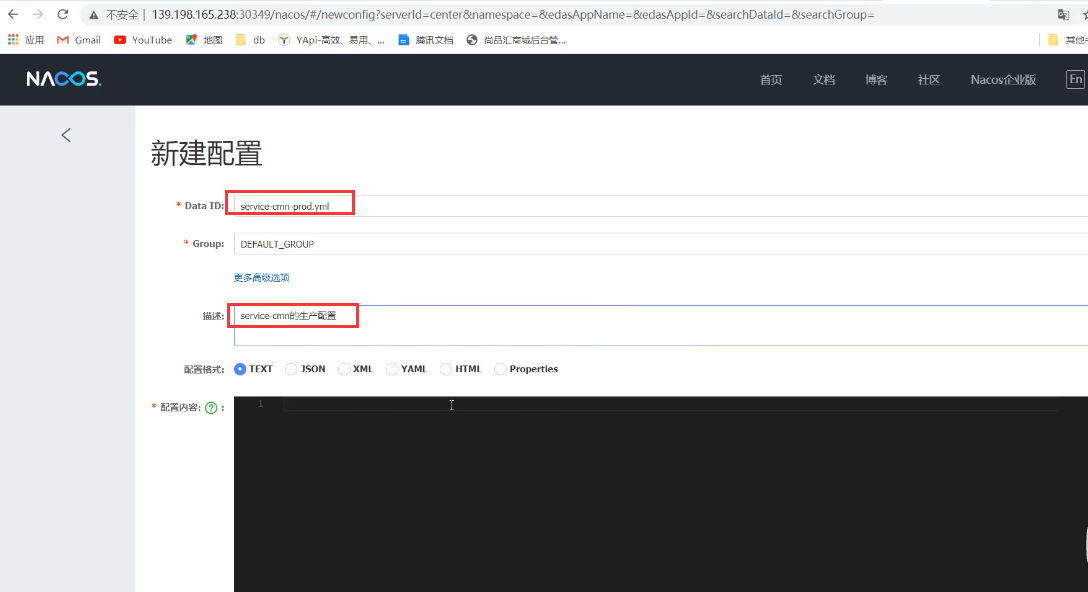 不安全 139.198.165.238:30349/nacos/#/newconfig?serverId=center&namespace=&edasAppName=&edasAppId=&searchDataId=&searchGroup=
应用 Gmail YouTube 地图 db YApi-高效、易用、... 腾讯文档 尚品汇商城后台管... 其他
NACOS. 首页 文档 博客 社区 Nacos企业版 En
新建配置
* Data ID: service-cmn-prod.yml
* Group: DEFAULT_GROUP
更多高级选项
描述: service-cmn的生产配置
配置格式: TEXT JSON XML YAML HTML Properties
* 配置内容: ? : 1